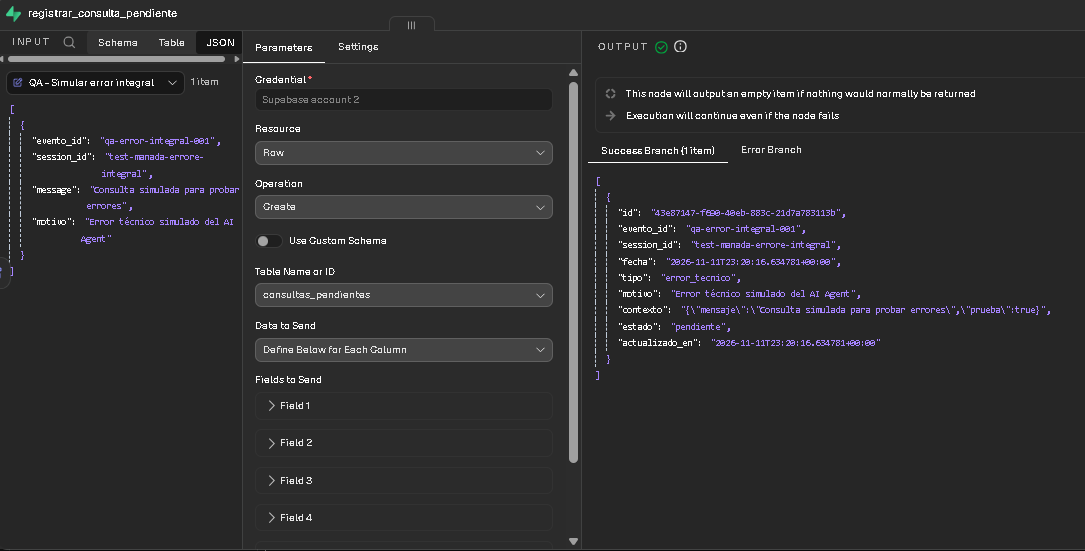 registrar_consulta_pendiente
INPUT
Schema
Table
JSON
QA - Simular error integral
1 item
[
{
"evento_id": "qa-error-integral-001",
"session_id": "test-manada-errore-
integral",
"message": "Consulta simulada para probar
errores",
"motivo": "Error técnico simulado del AI
Agent"
}
]
Parameters
Settings
Credential *
Supabase account 2
Resource
Row
Operation
Create
Use Custom Schema
Table Name or ID
consultas_pendientes
Data to Send
Define Below for Each Column
Fields to Send
Field 1
Field 2
Field 3
Field 4
OUTPUT
This node will output an empty item if nothing would normally be returned
Execution will continue even if the node fails
Success Branch (1 item)
Error Branch
[
{
"id": "43e87147-f690-40eb-883c-21d7a783113b",
"evento_id": "qa-error-integral-001",
"session_id": "test-manada-errore-integral",
"fecha": "2026-11-11T23:20:16.634781+00:00",
"tipo": "error_tecnico",
"motivo": "Error técnico simulado del AI Agent",
"contexto": "{\"mensaje\":\"Consulta simulada para probar errores\",\"prueba\":true}",
"estado": "pendiente",
"actualizado_en": "2026-11-11T23:20:16.634781+00:00"
}
]